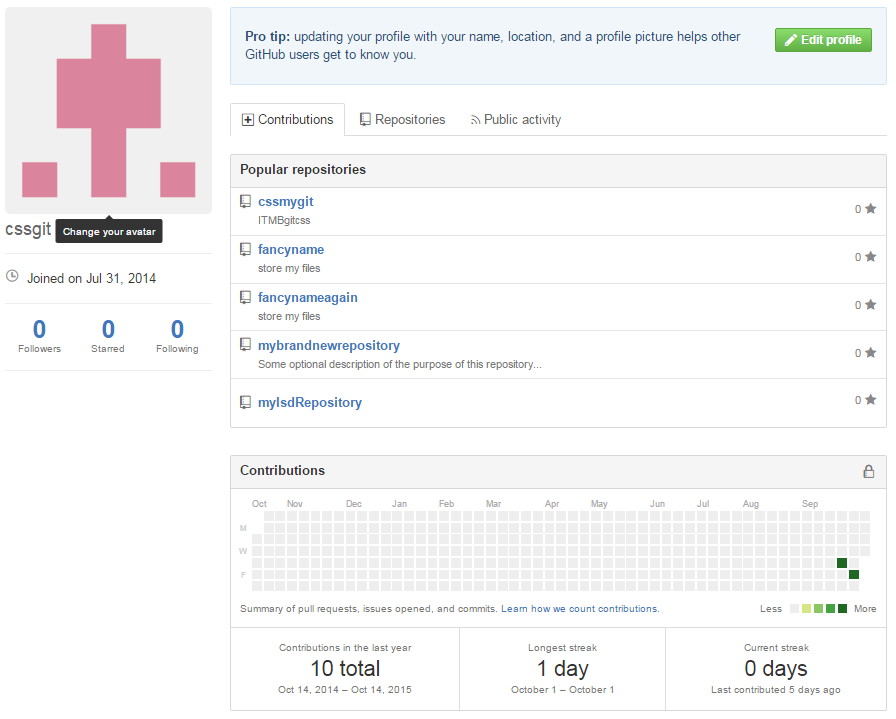 Pro tip: updating your profile with your name, location, and a profile picture helps other
GitHub users get to know you.
Edit profile
cssgit
Change your avatar
Joined on Jul 31, 2014
0 0 0
Followers Starred Following
Contributions Repositories Public activity
Popular repositories
cssmygit
ITMBgitcss
0
fancyname
store my files
0
fancynameagain
store my files
0
mybrandnewrepository
Some optional description of the purpose of this repository...
0
mylsdRepository
0
Contributions
Oct Nov Dec Jan Feb Mar Apr May Jun Jul Aug Sep
M
W
F
Summary of pull requests, issues opened, and commits. Learn how we count contributions.
Less More
Contributions in the last year
10 total
Oct 14, 2014 – Oct 14, 2015
Longest streak
1 day
October 1 – October 1
Current streak
0 days
Last contributed 5 days ago